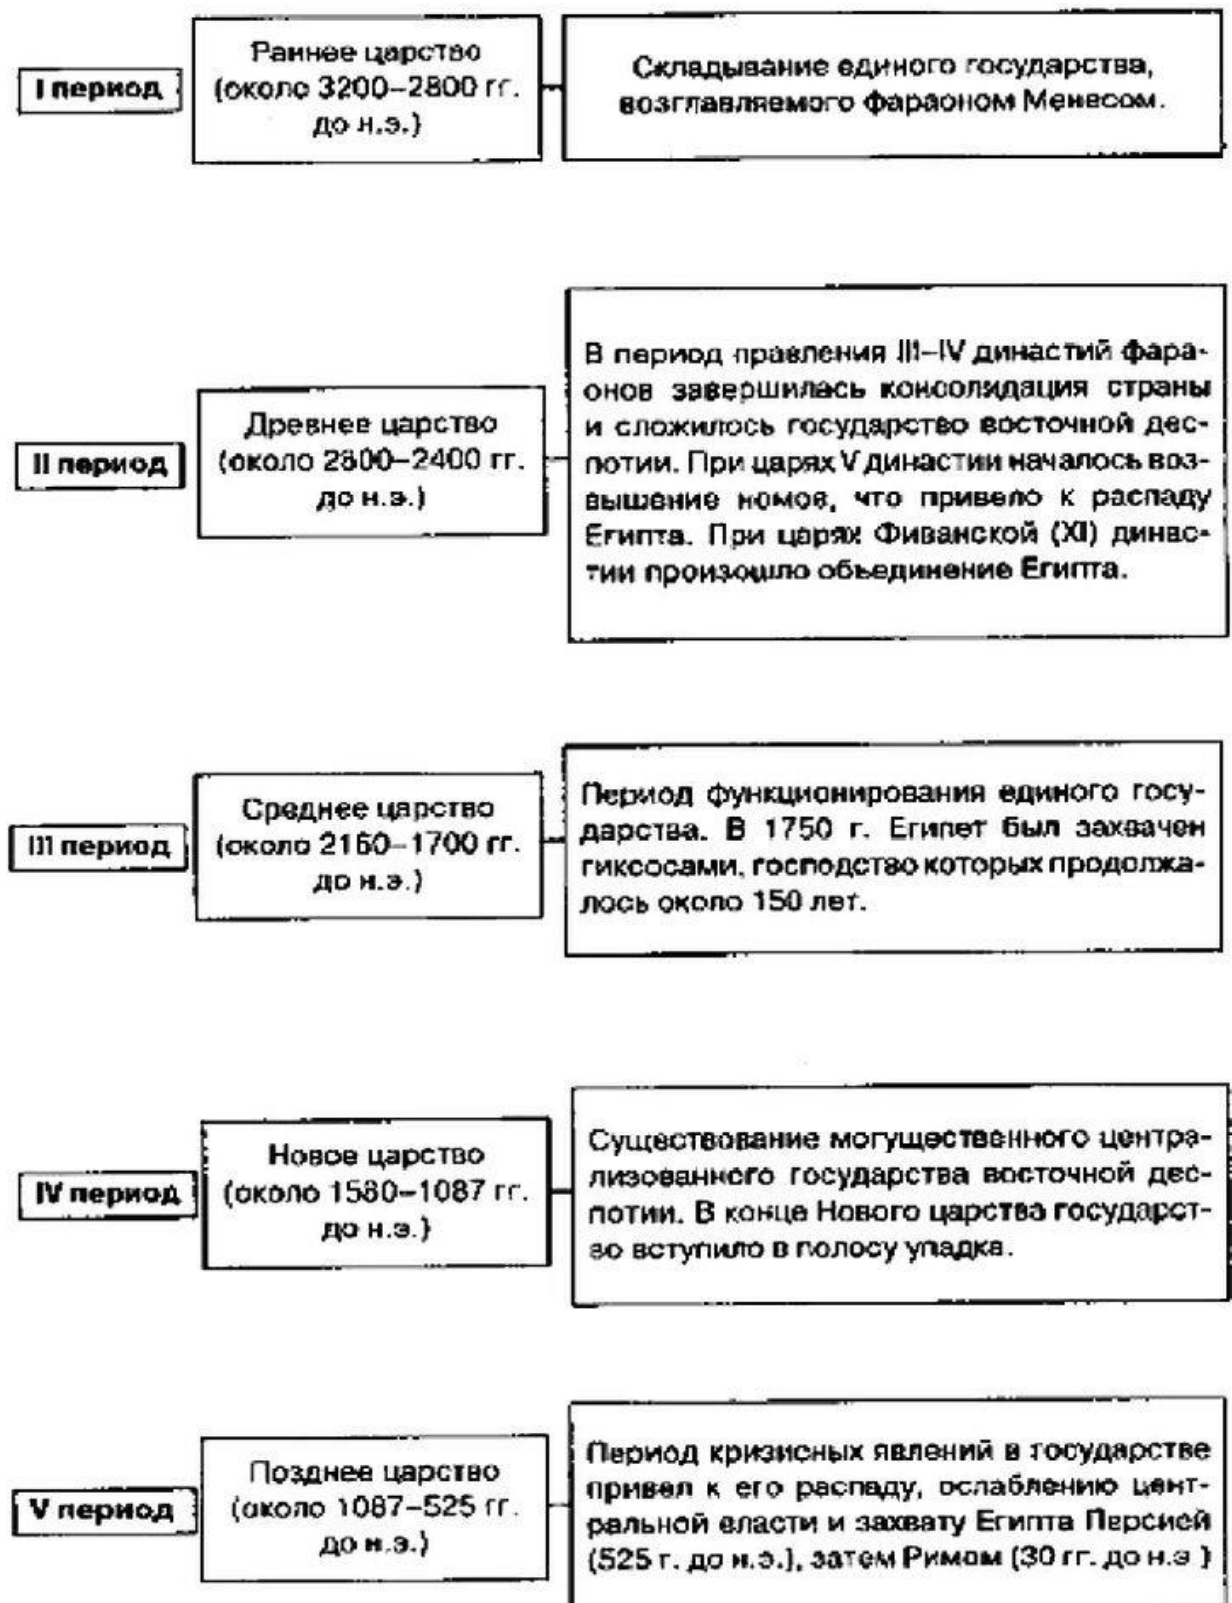 I период
Раннее царство
(около 3200–2800 гг.
до н.э.)
Складывание единого государства,
возглавляемого фараоном Менесом.
II период
Древнее царство
(около 2800–2400 гг.
до н.э.)
В период правления III–IV династий фара-
онов завершилась консолидация страны
и сложилось государство восточной дес-
потии. При царях V династии началось воз-
вышение номов, что привело к распаду
Египта. При царях Фиванской (XI) динас-
тии произошло объединение Египта.
III период
Среднее царство
(около 2150–1700 гг.
до н.э.)
Период функционирования единого госу-
дарства. В 1750 г. Египет был захвачен
гиксосами, господство которых продолжа-
лось около 150 лет.
IV период
Новое царство
(около 1580–1087 гг.
до н.э.)
Существование могущественного центра-
лизованного государства восточной дес-
потии. В конце Нового царства государст-
во вступило в полосу упадка.
V период
Позднее царство
(около 1087–525 гг.
до н.э.)
Период кризисных явлений в государстве
привел к его распаду, ослаблению цент-
ральной власти и захвату Египта Персией
(525 г. до н.э.), затем Римом (30 гг. до н.э )